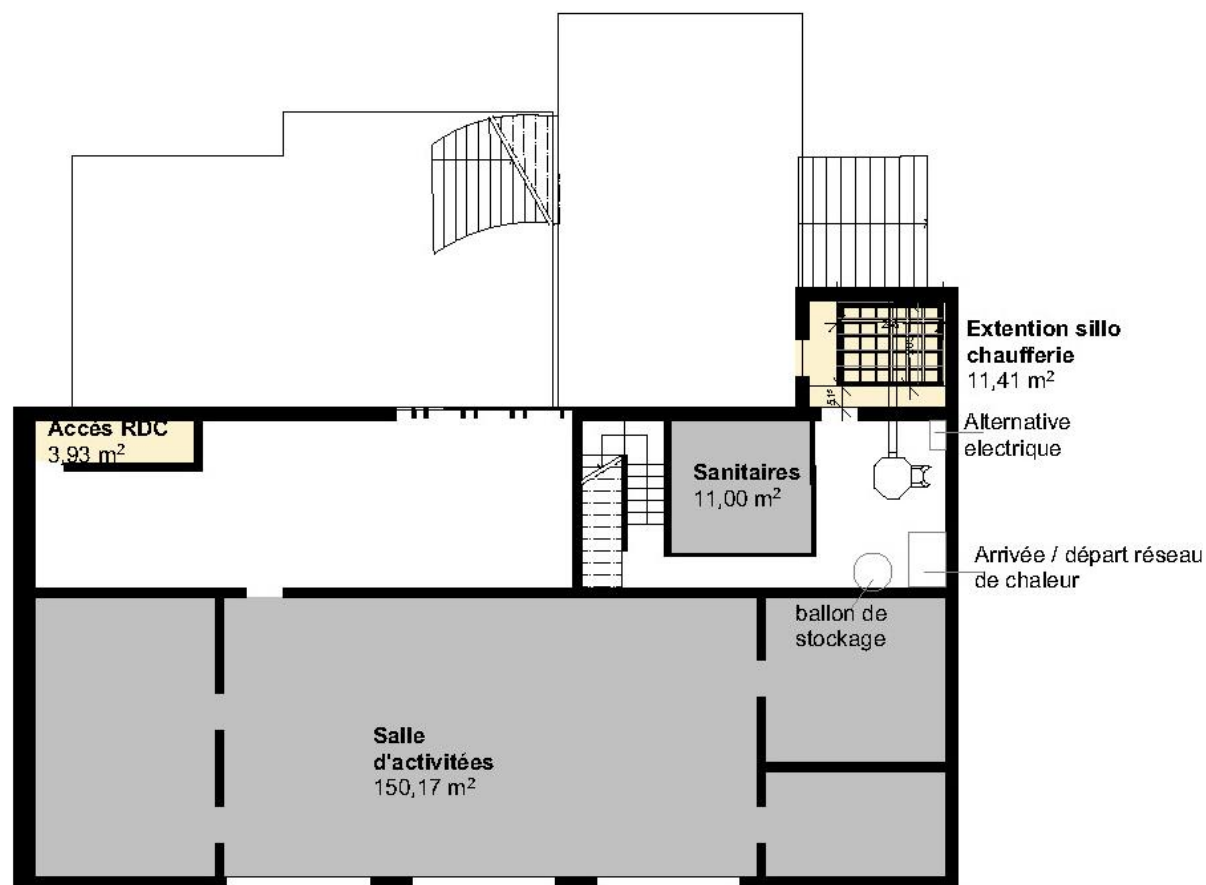 Extention sillo
chaufferie
11,41 m²
Alternative
electrique
Accès RDC
3,93 m²
Sanitaires
11,00 m²
Arrivée / départ réseau
de chaleur
ballon de
stockage
Salle
d'activitées
150,17 m²